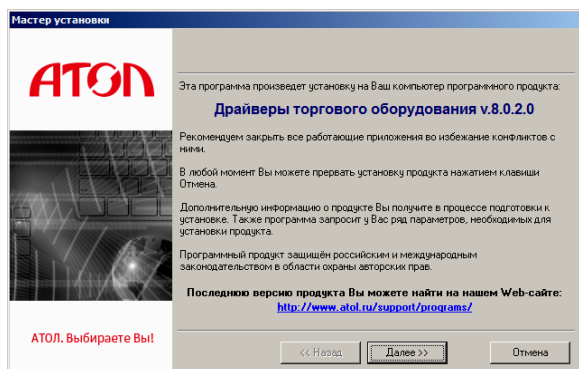 Мастер установки
АТОЛ
Эта программа произведет установку на Ваш компьютер программного продукта:
Драйверы торгового оборудования v.8.0.2.0
Рекомендуем закрыть все работающие приложения во избежание конфликтов с
ними.
В любой момент Вы можете прервать установку продукта нажатием клавиши
Отмена.
Дополнительную информацию о продукте Вы получите в процессе подготовки к
установке. Также программа запросит у Вас ряд параметров, необходимых для
установки продукта.
Программный продукт защищён российским и международным
законодательством в области охраны авторских прав.
Последнюю версию продукта Вы можете найти на нашем Web-сайте:
http://www.atol.ru/support/programs/
АТОЛ. Выбираете Вы!
<< Назад
Далее >>
Отмена